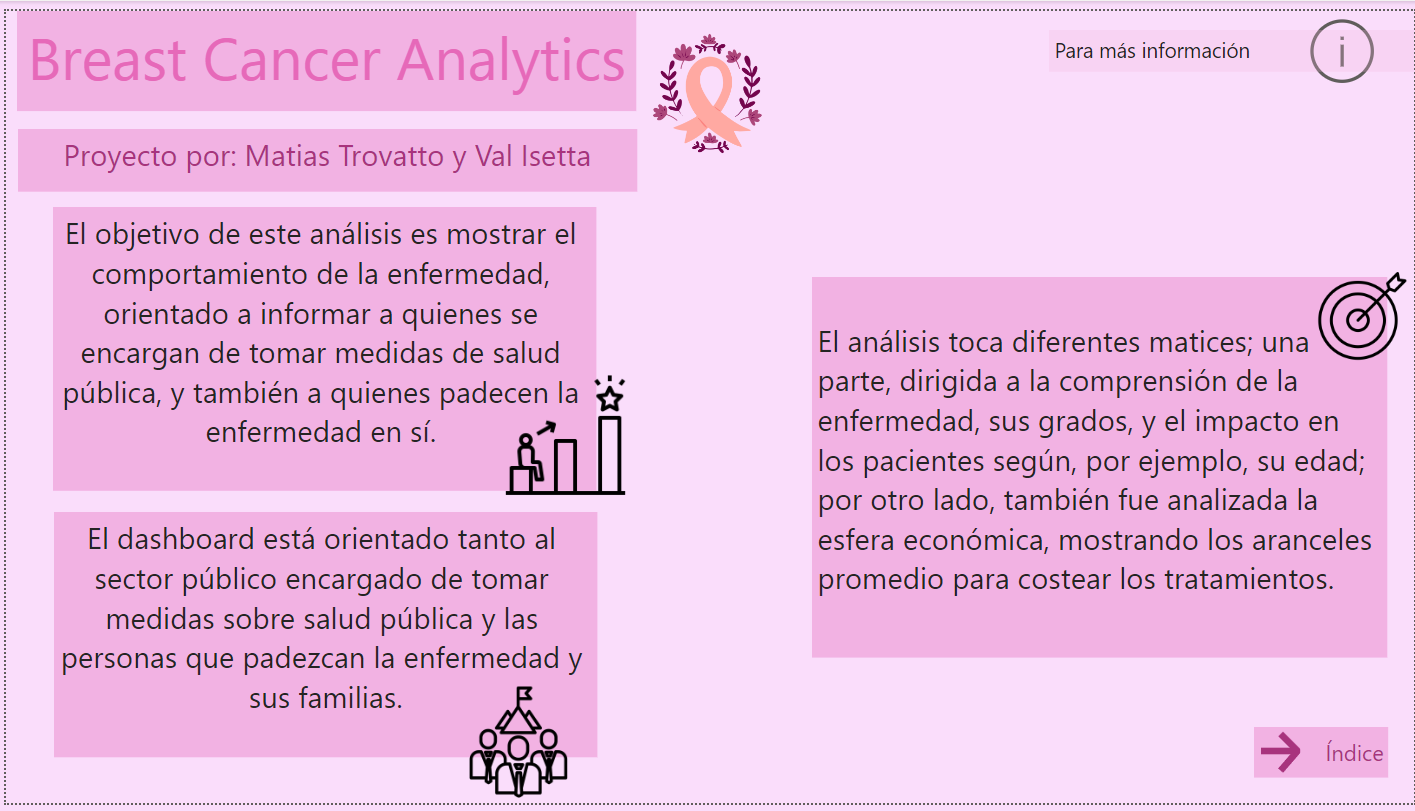 Breast Cancer Analytics
Para más información
i
Proyecto por: Matias Trovatto y Val Isetta
El objetivo de este análisis es mostrar el
comportamiento de la enfermedad,
orientado a informar a quienes se
encargan de tomar medidas de salud
pública, y también a quienes padecen la
enfermedad en sí.
El dashboard está orientado tanto al
sector público encargado de tomar
medidas sobre salud pública y las
personas que padezcan la enfermedad y
sus familias.
El análisis toca diferentes matices; una
parte, dirigida a la comprensión de la
enfermedad, sus grados, y el impacto en
los pacientes según, por ejemplo, su edad;
por otro lado, también fue analizada la
esfera económica, mostrando los aranceles
promedio para costear los tratamientos.
Índice